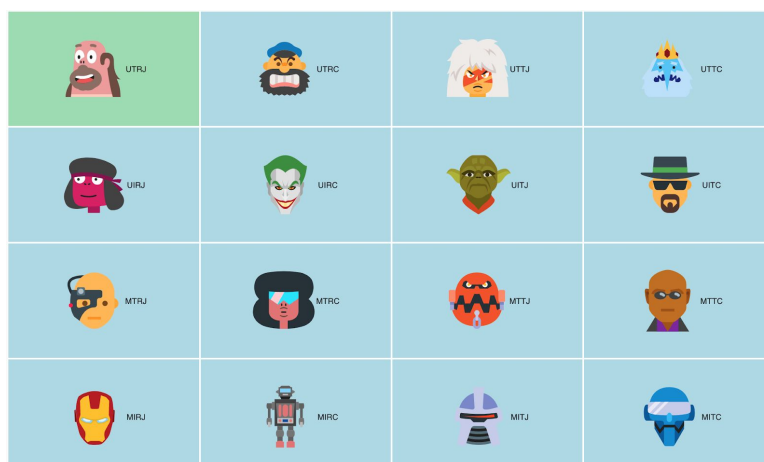 UTRJ
UTRC
UTTJ
UTTC
UIRJ
UIRC
UITJ
UITC
MTRJ
MTRC
MTTJ
MTTC
MIRJ
MIRC
MITJ
MITC